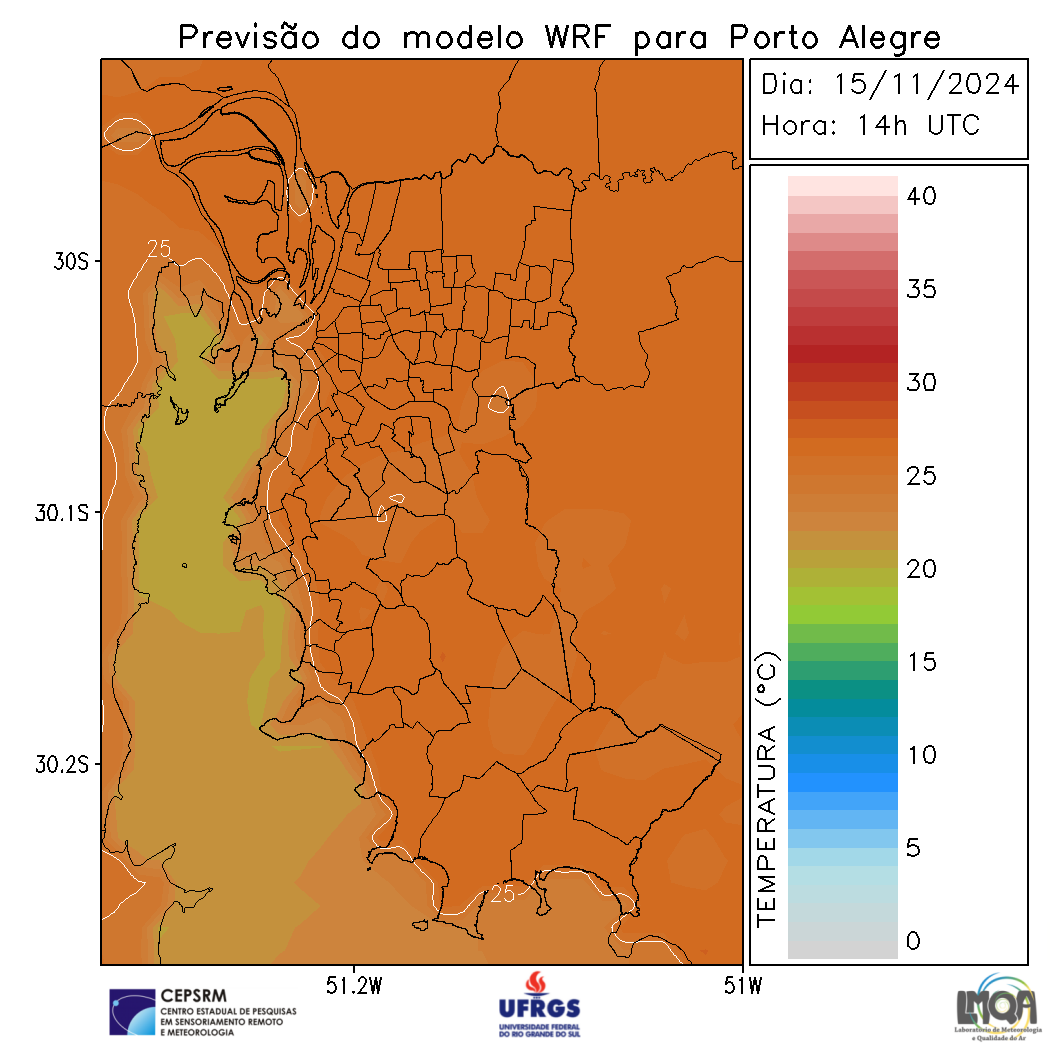 Previsão do modelo WRF para Porto Alegre
Dia: 15/11/2024
Hora: 14h UTC
40
35
30
25
20
15
10
5
0
TEMPERATURA (°C)
25
25
30S
30.1S
30.2S
51.2W
51W
CEPSRM
CENTRO ESTADUAL DE PESQUISAS
EM SENSORIAMENTO REMOTO
E METEOROLOGIA
UFRGS
UNIVERSIDADE FEDERAL
DO RIO GRANDE DO SUL
LMQA
Laboratório de Meteorologia
e Qualidade do Ar